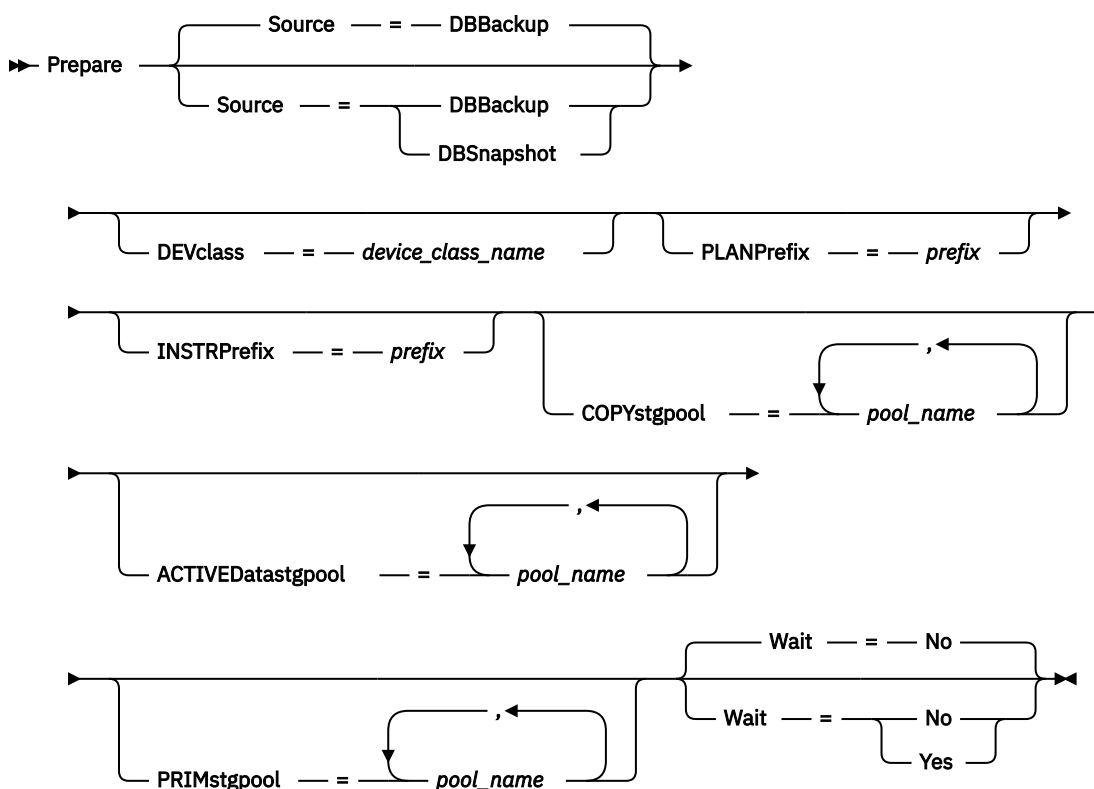 Source = DBBackup
Prepare
Source = DBBackup
DBSnapshot
DEVclass = device_class_name PLANPrefix = prefix
INSTRPrefix = prefix
,
COPYstgpool = pool_name
,
ACTIVEDatastgpool = pool_name
Wait = No
,
Wait = No
Yes
PRIMstgpool = pool_name